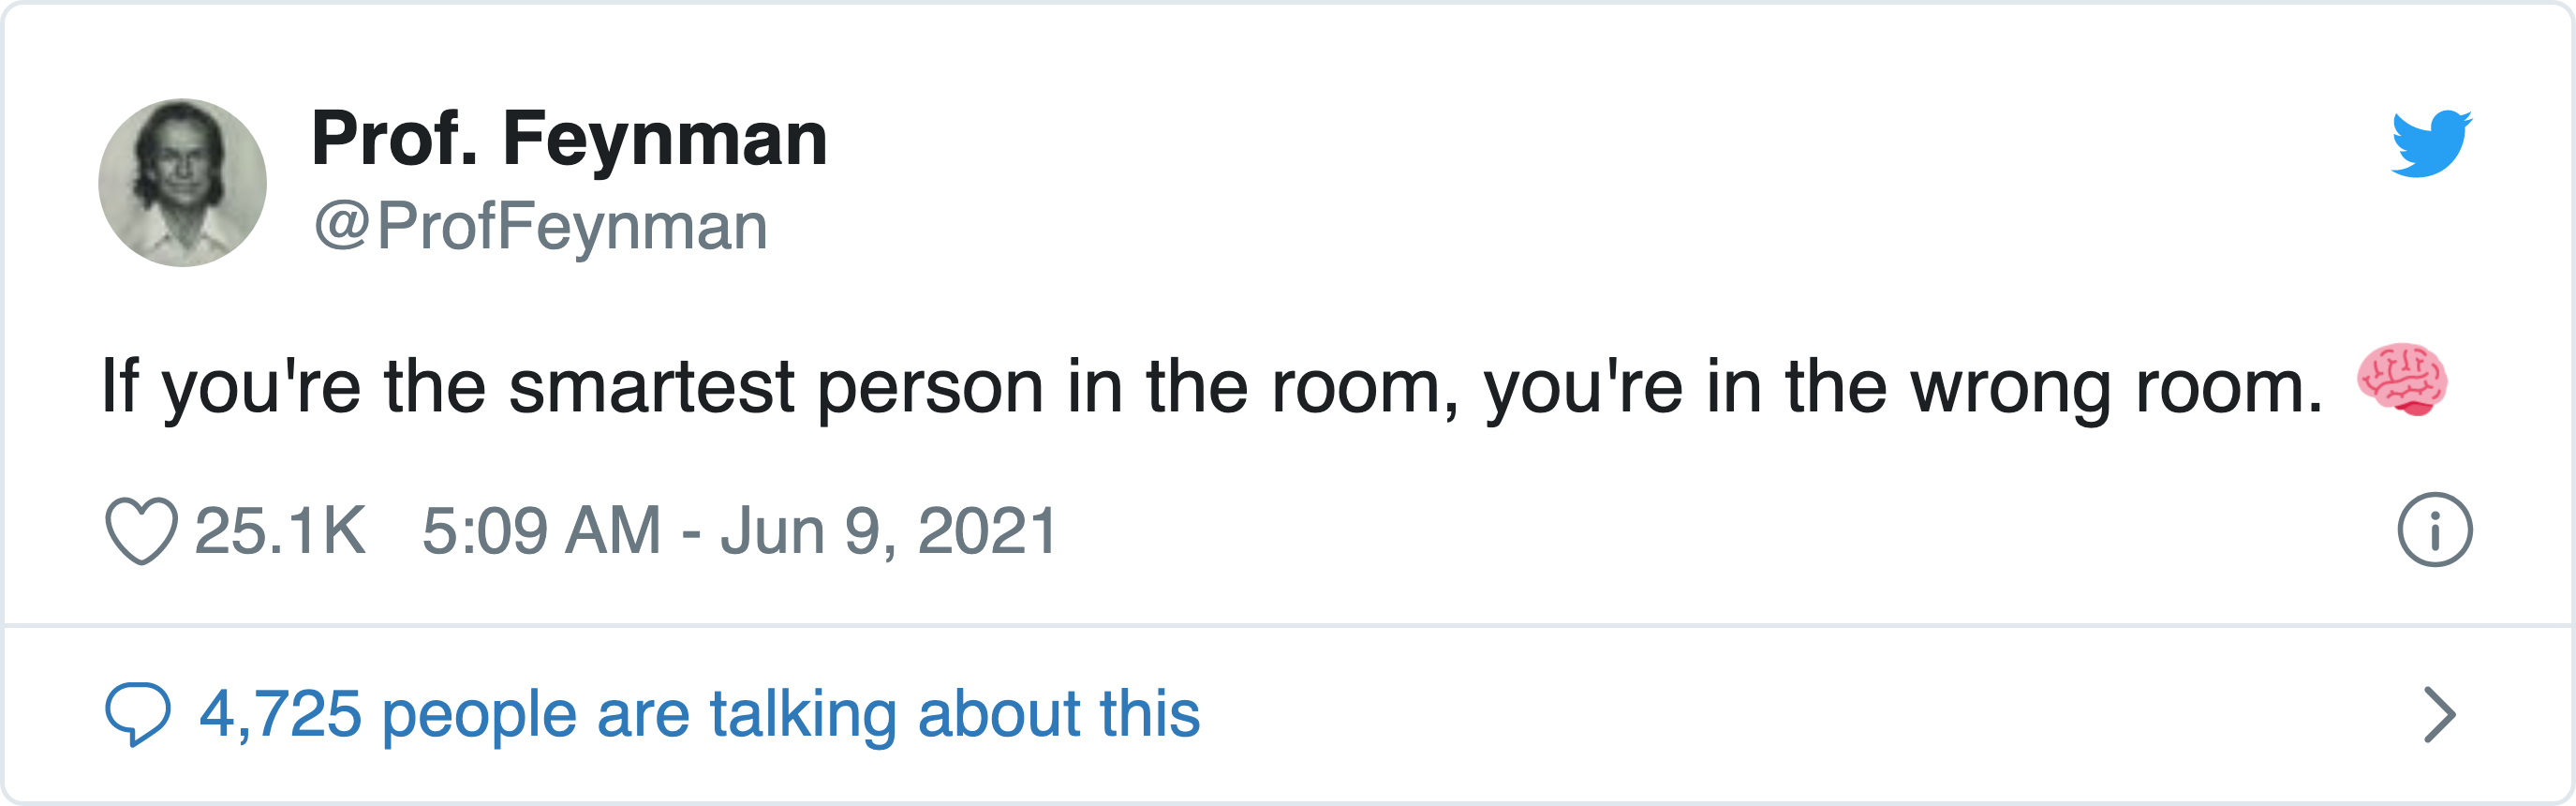 Prof. Feynman
@ProfFeynman
If you're the smartest person in the room, you're in the wrong room. 🧠
25.1K 5:09 AM - Jun 9, 2021
4,725 people are talking about this